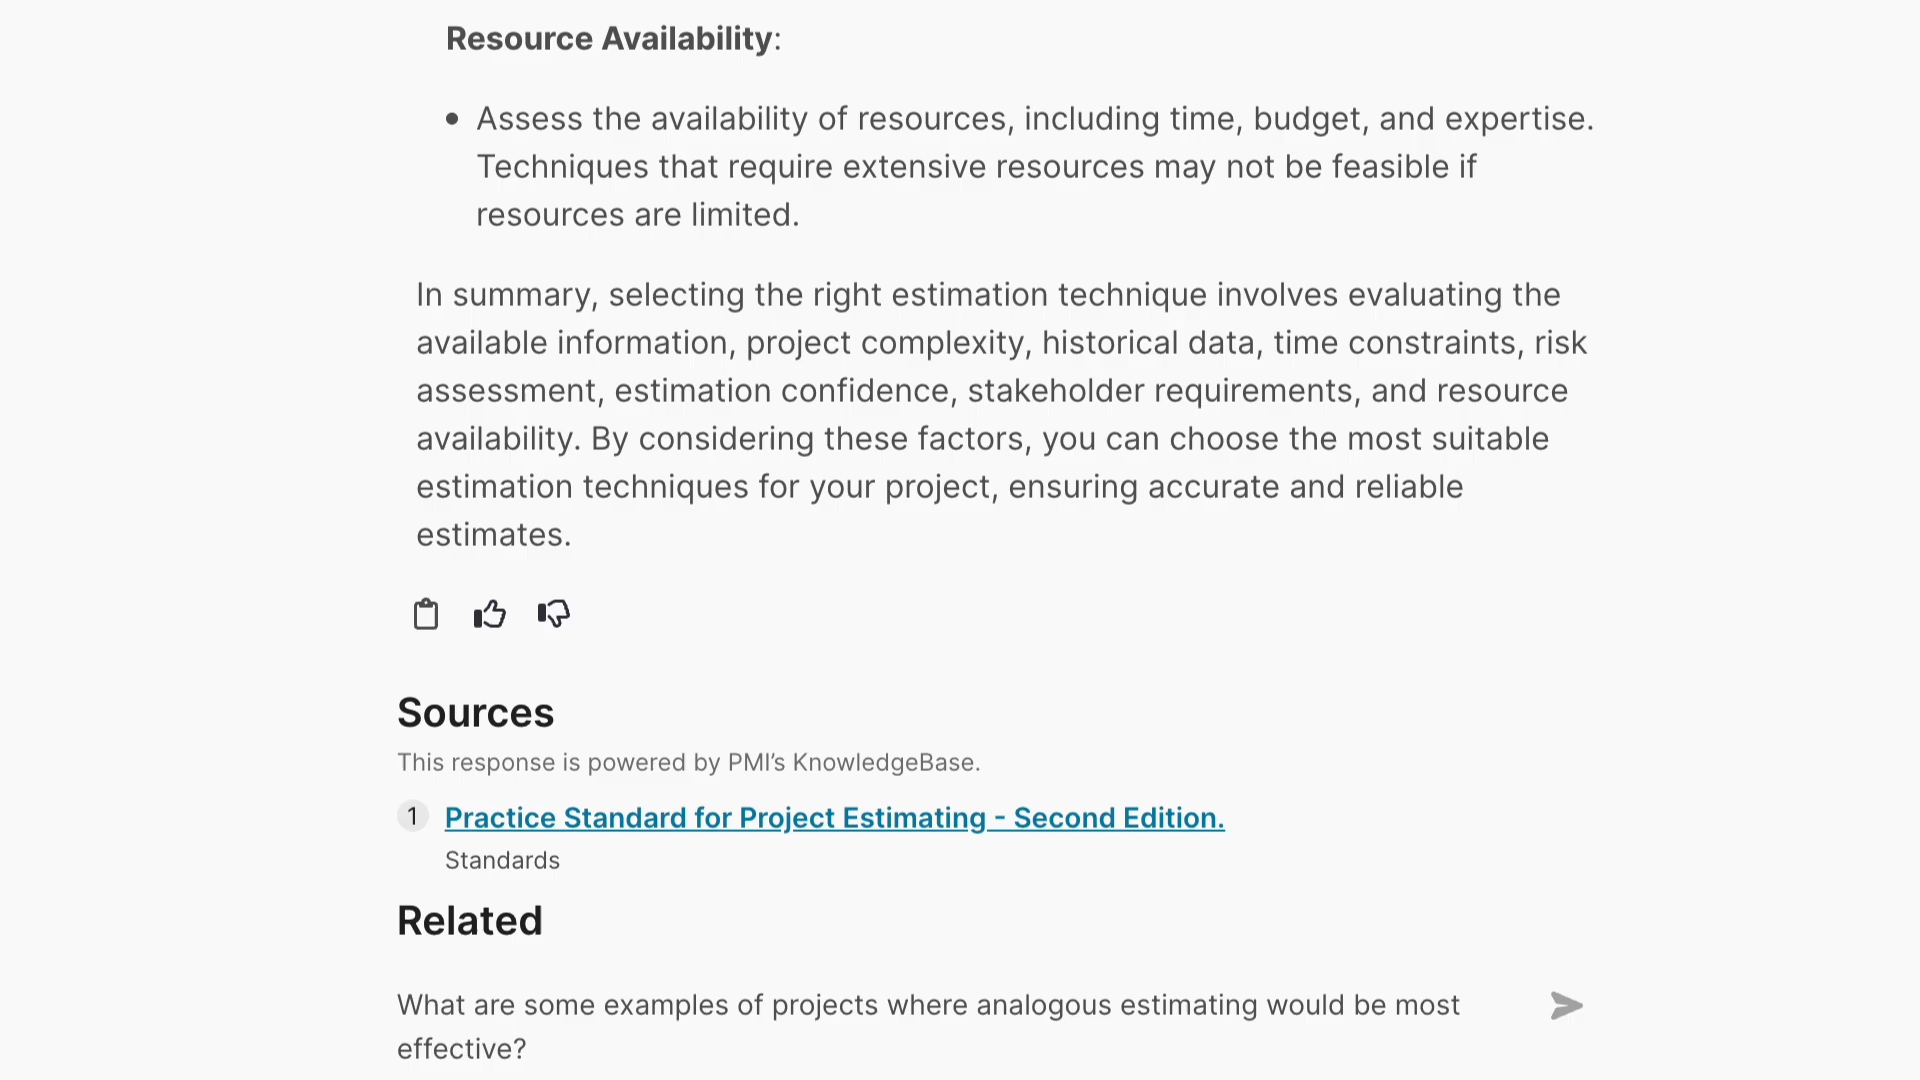 Resource Availability:
• Assess the availability of resources, including time, budget, and expertise.
Techniques that require extensive resources may not be feasible if
resources are limited.
In summary, selecting the right estimation technique involves evaluating the
available information, project complexity, historical data, time constraints, risk
assessment, estimation confidence, stakeholder requirements, and resource
availability. By considering these factors, you can choose the most suitable
estimation techniques for your project, ensuring accurate and reliable
estimates.
Sources
This response is powered by PMI’s KnowledgeBase.
1 Practice Standard for Project Estimating - Second Edition.
Standards
Related
What are some examples of projects where analogous estimating would be most
effective?